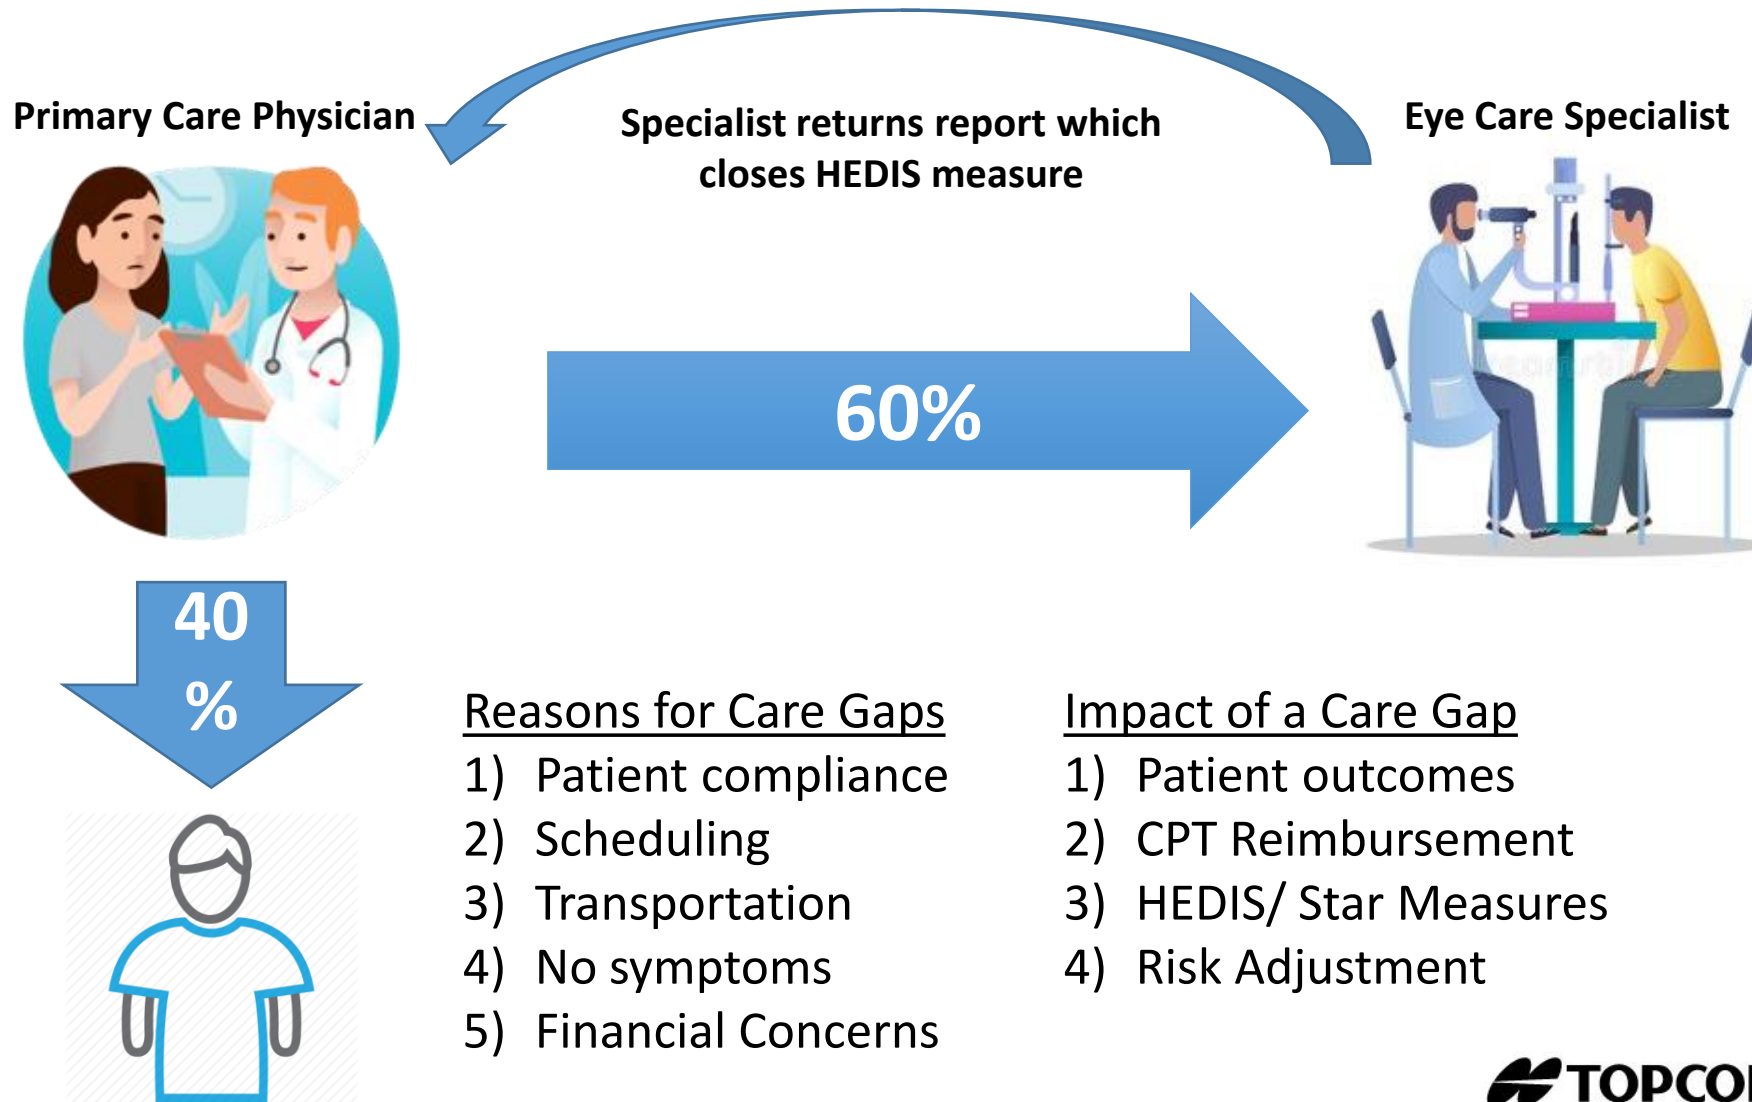 Primary Care Physician
Specialist returns report which
closes HEDIS measure
Eye Care Specialist
60%
40
%
Reasons for Care Gaps
1) Patient compliance
2) Scheduling
3) Transportation
4) No symptoms
5) Financial Concerns
Impact of a Care Gap
1) Patient outcomes
2) CPT Reimbursement
3) HEDIS/ Star Measures
4) Risk Adjustment
TOPCON